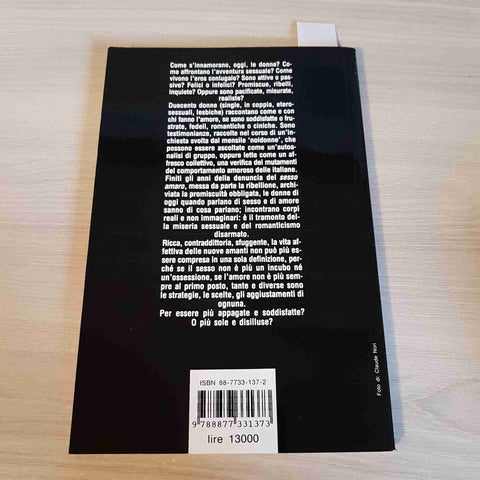 Come s'innamorano, oggi, le donne? Co-
me affrontano l'avventura sessuale? Come
vivono l'eros coniugale? Sono attive o pas-
sive? Felici o infelici? Promiscue, ribelli,
inquiete? Oppure sono pacificate, misurate,
realiste?
Duecento donne (single, in coppia, etero-
sessuali, lesbiche) raccontano come e con
chi fanno l'amore, se sono soddisfatte o fru-
strate, fedeli, romantiche o ciniche. Sono
testimonianze, raccolte nel corso di un'in-
chiesta svolta dal mensile 'noidonne', che
possono essere ascoltate come un'autoa-
nalisi di gruppo, oppure lette come un af-
fresco collettivo, una verifica dei mutamenti
del comportamento amoroso delle italiane.
Finiti gli anni della denuncia del sesso
amaro, messa da parte la ribellione, archi-
viata la promiscuità obbligata, le donne di
oggi quando parlano di sesso e di amore
sanno di cosa parlano; incontrano corpi
reali e non immaginari: è il tramonto del-
la miseria sessuale e del romanticismo
disarmato.
Ricca, contraddittoria, sfuggente, la vita af-
fettiva delle nuove amanti non può più es-
sere compresa in una sola definizione, per-
ché se il sesso non è più un incubo né
un'ossessione, se l'amore non è più sem-
pre al primo posto, tante e diverse sono
le strategie, le scelte, gli aggiustamenti di
ognuna.
Per essere più appagate e soddisfatte?
O più sole e disilluse?
Foto di: Claude Nori
ISBN 88-7733-137-2
9 788877 331373
lire 13000